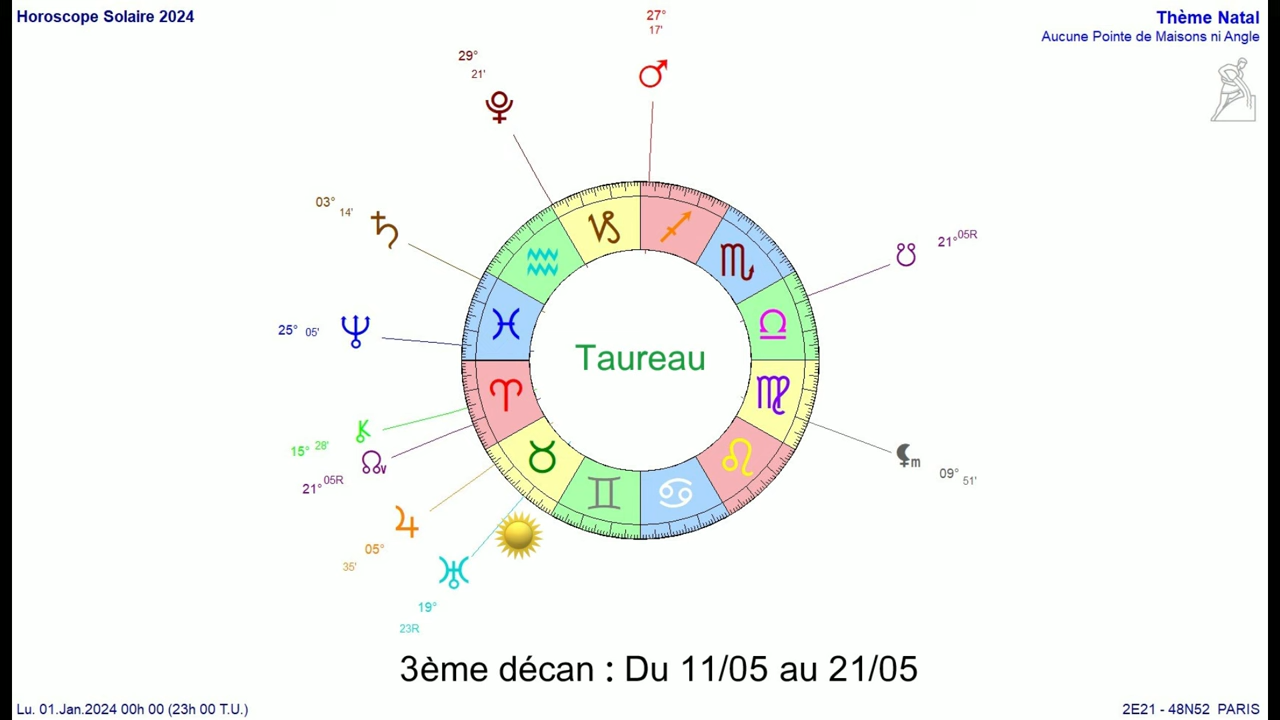 Horoscope Solaire 2024
Thème Natal
Aucune Pointe de Maisons ni Angle
27°
17'
29°
21'
03°
14'
21° 05R
25° 05'
Taureau
15° 28'
21° 05R
m
09° 51'
05°
35'
19°
23R
3ème décan : Du 11/05 au 21/05
Lu. 01.Jan.2024 00h 00 (23h 00 T.U.)
2E21 - 48N52 PARIS